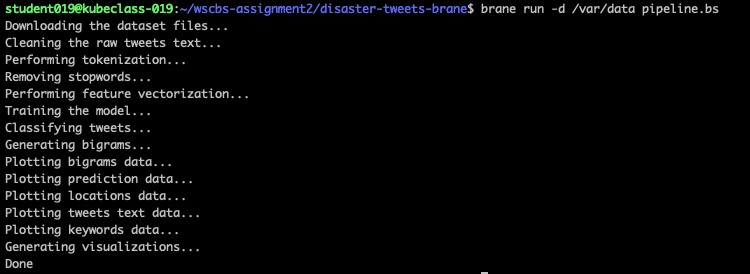 student019@kubeclass-019:~/wscbs-assignment2/disaster-tweets-brane$ brane run -d /var/data pipeline.bs
Downloading the dataset files...
Cleaning the raw tweets text...
Performing tokenization...
Removing stopwords...
Performing feature vectorization...
Training the model...
Classifying tweets...
Generating bigrams...
Plotting bigrams data...
Plotting prediction data...
Plotting locations data...
Plotting tweets text data...
Plotting keywords data...
Generating visualizations...
Done